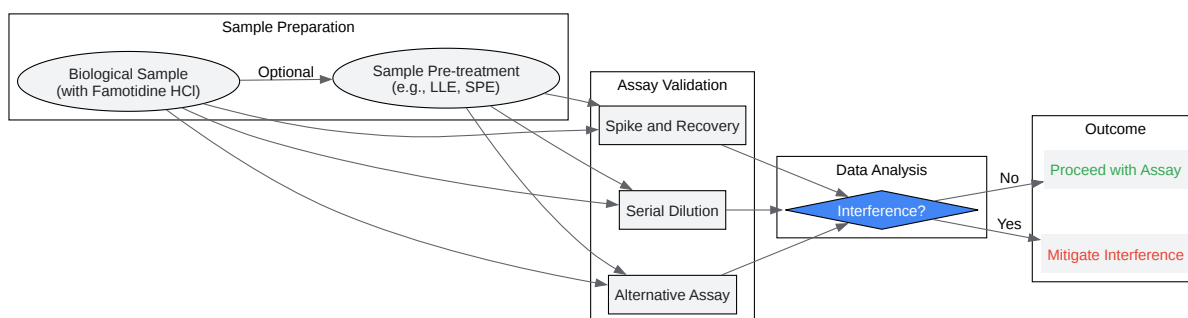 Sample Preparation
Biological Sample
(with Famotidine HCl)
Optional
Sample Pre-treatment
(e.g., LLE, SPE)
Assay Validation
Spike and Recovery
Serial Dilution
Alternative Assay
Data Analysis
Interference?
No
Yes
Outcome
Proceed with Assay
Mitigate Interference